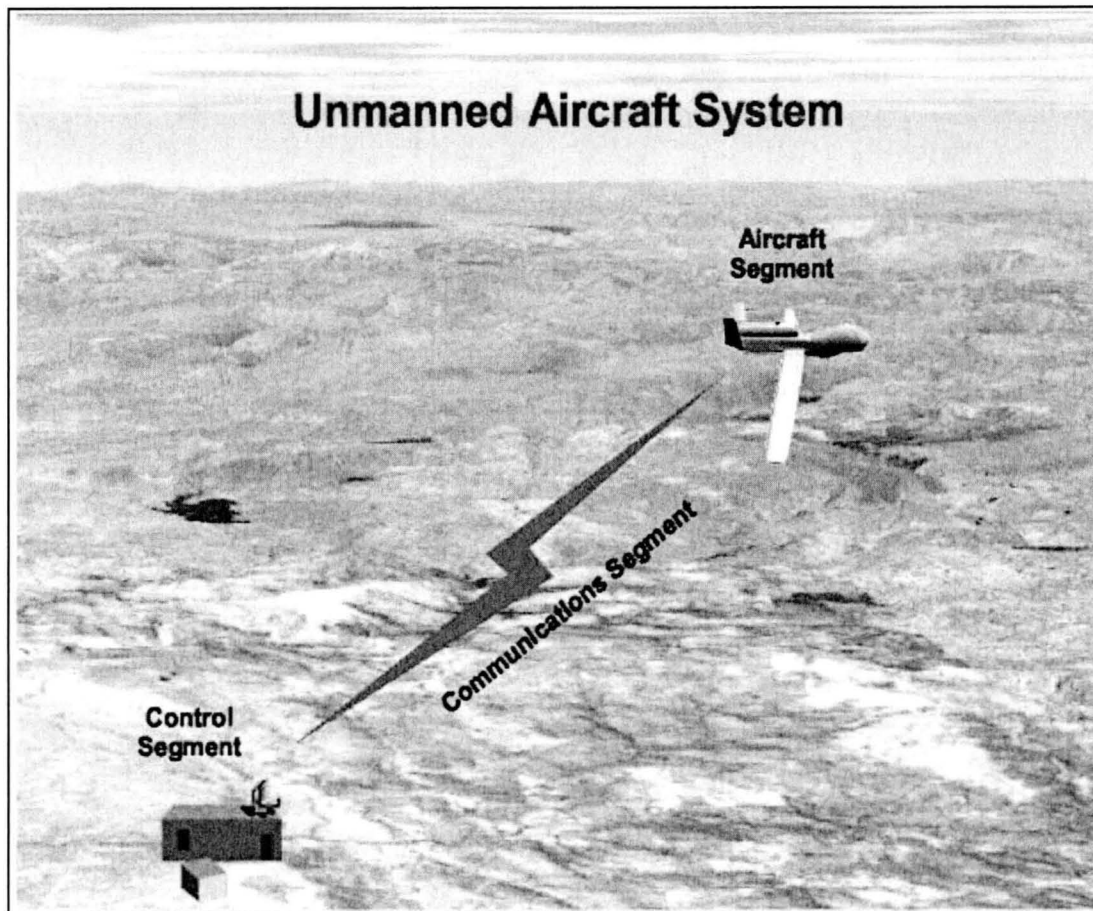 Unmanned Aircraft System
Aircraft
Segment
Communications Segment
Control
Segment